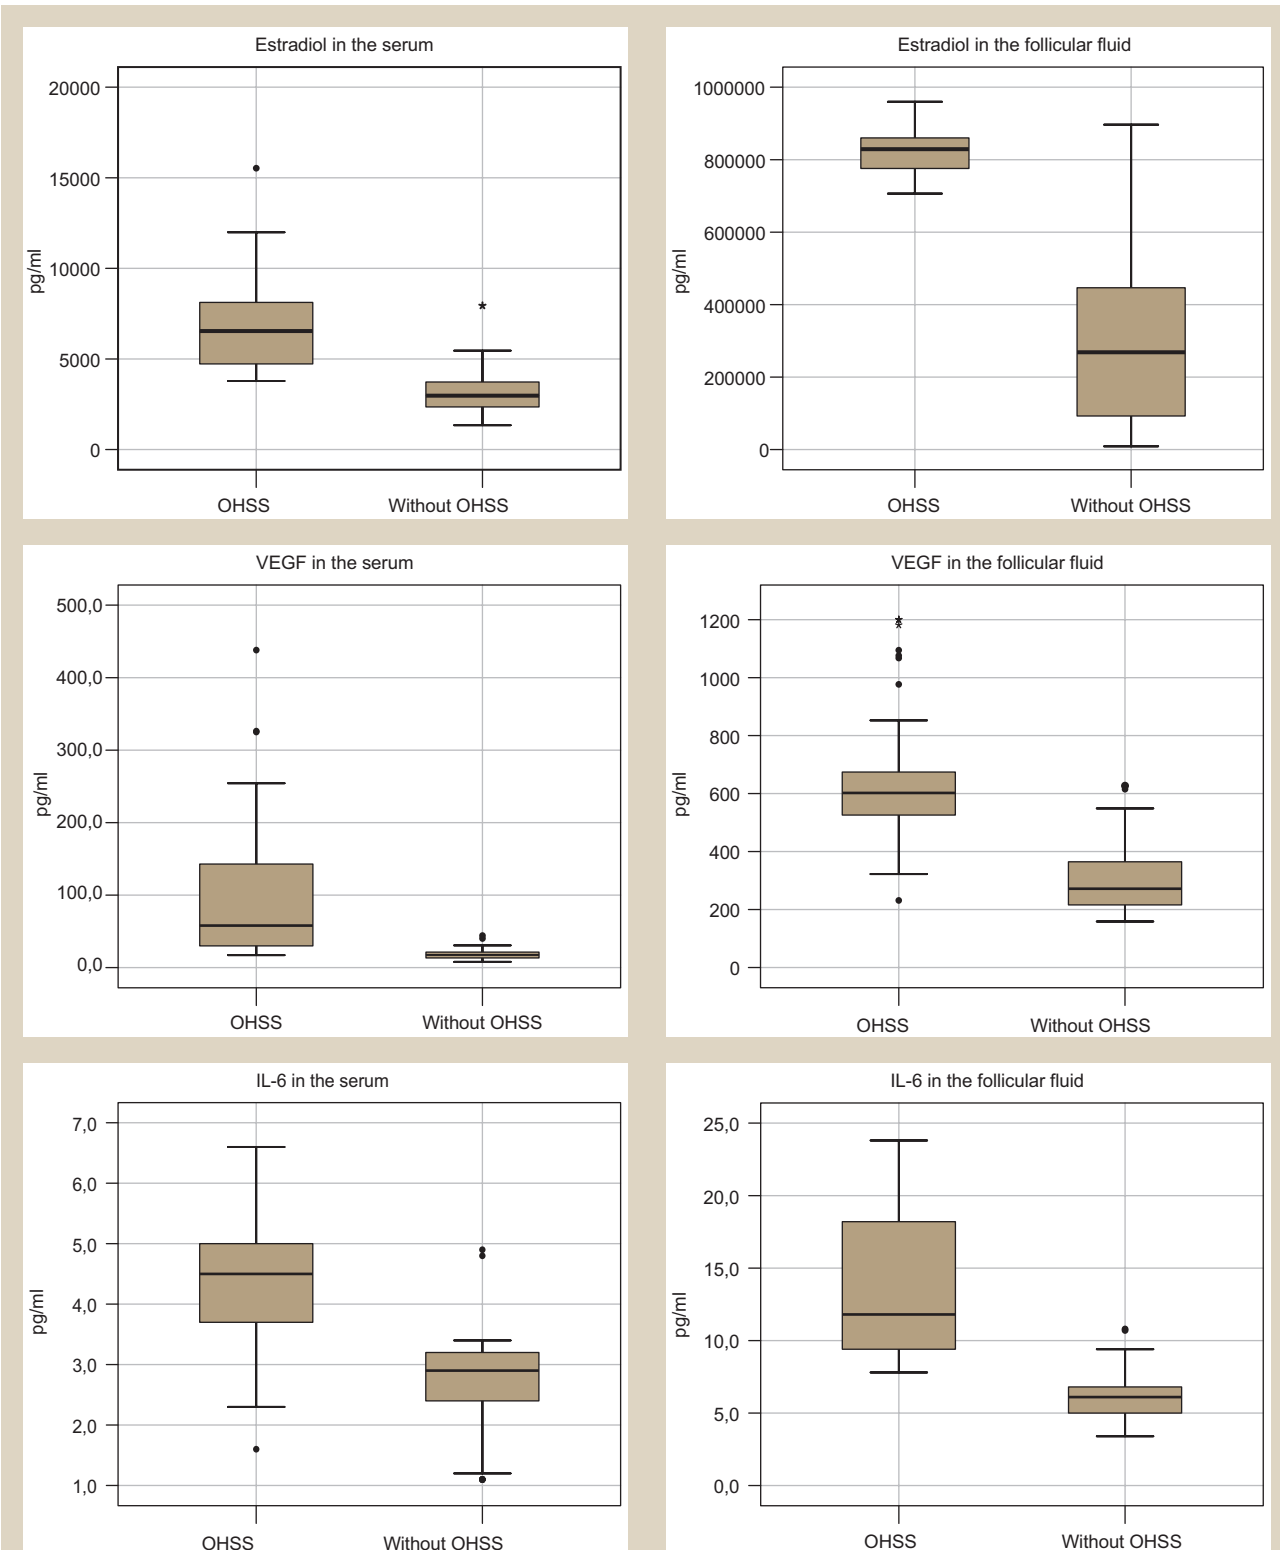 Estradiol in the serum
20000
15000
10000
5000
0
pg/ml
OHSS Without OHSS
Estradiol in the follicular fluid
1000000
800000
600000
400000
200000
0
pg/ml
OHSS Without OHSS
VEGF in the serum
500,0
400,0
300,0
200,0
100,0
0,0
pg/ml
OHSS Without OHSS
VEGF in the follicular fluid
1200
1000
800
600
400
200
0
pg/ml
OHSS Without OHSS
IL-6 in the serum
7,0
6,0
5,0
4,0
3,0
2,0
1,0
pg/ml
OHSS Without OHSS
IL-6 in the follicular fluid
25,0
20,0
15,0
10,0
5,0
0,0
pg/ml
OHSS Without OHSS